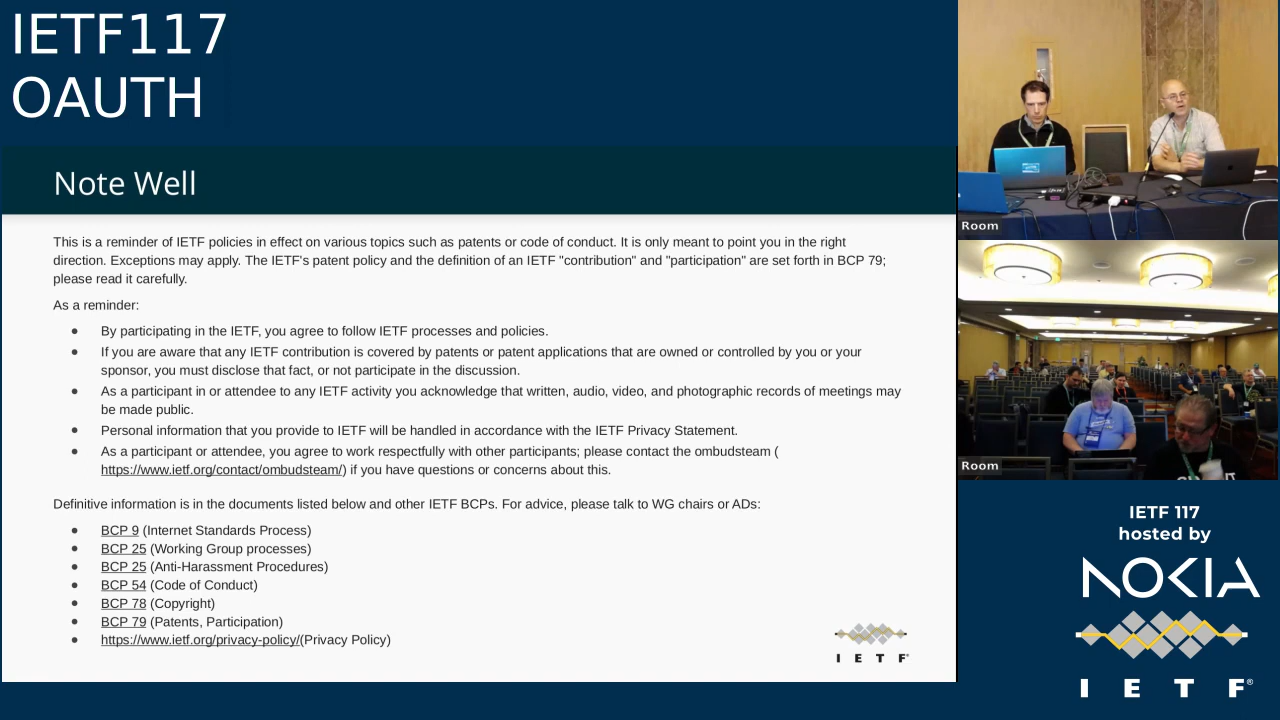 IETF117
OAUTH
Note Well
This is a reminder of IETF policies in effect on various topics such as patents or code of conduct. It is only meant to point you in the right
direction. Exceptions may apply. The IETF's patent policy and the definition of an IETF "contribution" and "participation" are set forth in BCP 79;
please read it carefully.
As a reminder:
● By participating in the IETF, you agree to follow IETF processes and policies.
● If you are aware that any IETF contribution is covered by patents or patent applications that are owned or controlled by you or your
sponsor, you must disclose that fact, or not participate in the discussion.
● As a participant in or attendee to any IETF activity you acknowledge that written, audio, video, and photographic records of meetings may
be made public.
● Personal information that you provide to IETF will be handled in accordance with the IETF Privacy Statement.
● As a participant or attendee, you agree to work respectfully with other participants; please contact the ombudsteam (
https://www.ietf.org/contact/ombudsteam/) if you have questions or concerns about this.
Definitive information is in the documents listed below and other IETF BCPs. For advice, please talk to WG chairs or ADs:
● BCP 9 (Internet Standards Process)
● BCP 25 (Working Group processes)
● BCP 25 (Anti-Harassment Procedures)
● BCP 54 (Code of Conduct)
● BCP 78 (Copyright)
● BCP 79 (Patents, Participation)
● https://www.ietf.org/privacy-policy/(Privacy Policy)
I E T F
Room
Room
IETF 117
hosted by
NOKIA
I E T F®